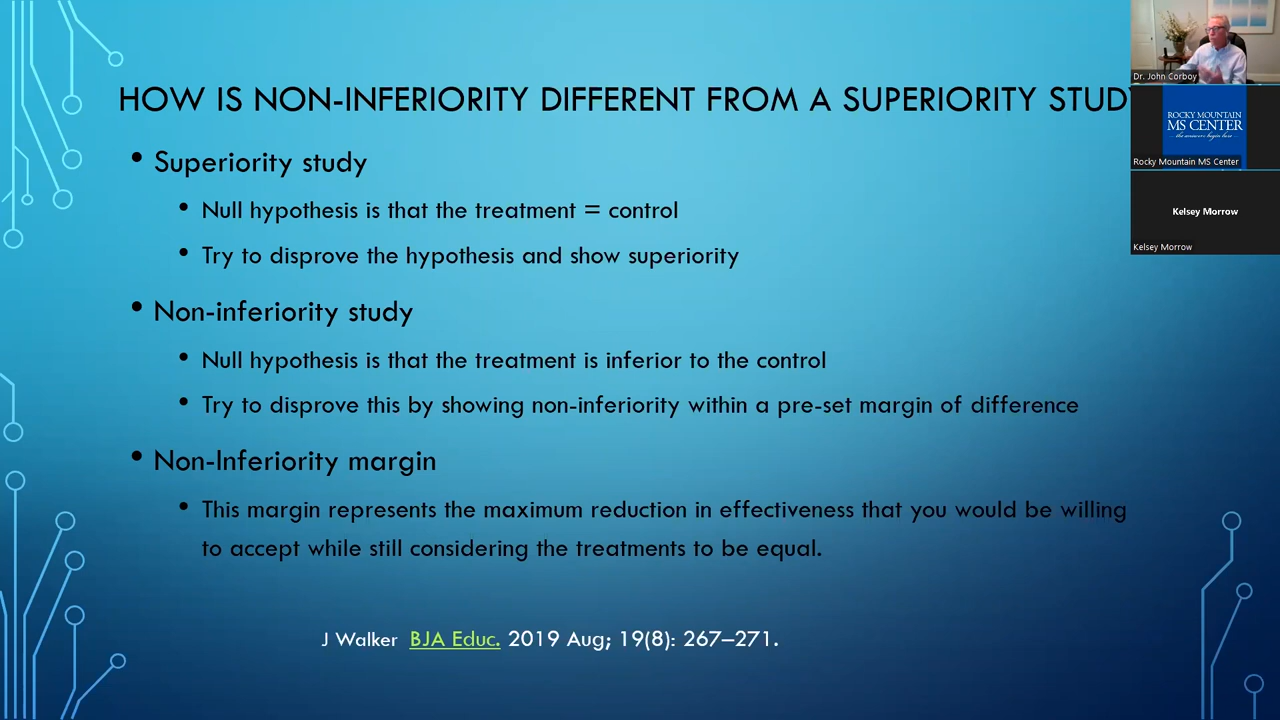 HOW IS NON-INFERIORITY DIFFERENT FROM A SUPERIORITY STUDY
• Superiority study
• Null hypothesis is that the treatment = control
• Try to disprove the hypothesis and show superiority
• Non-inferiority study
• Null hypothesis is that the treatment is inferior to the control
• Try to disprove this by showing non-inferiority within a pre-set margin of difference
• Non-Inferiority margin
• This margin represents the maximum reduction in effectiveness that you would be willing
to accept while still considering the treatments to be equal.
J Walker BJA Educ. 2019 Aug; 19(8): 267–271.
Dr. John Corboy
ROCKY MOUNTAIN
MS CENTER
the answers begin here
Rocky Mountain MS Center
Kelsey Morrow
Kelsey Morrow